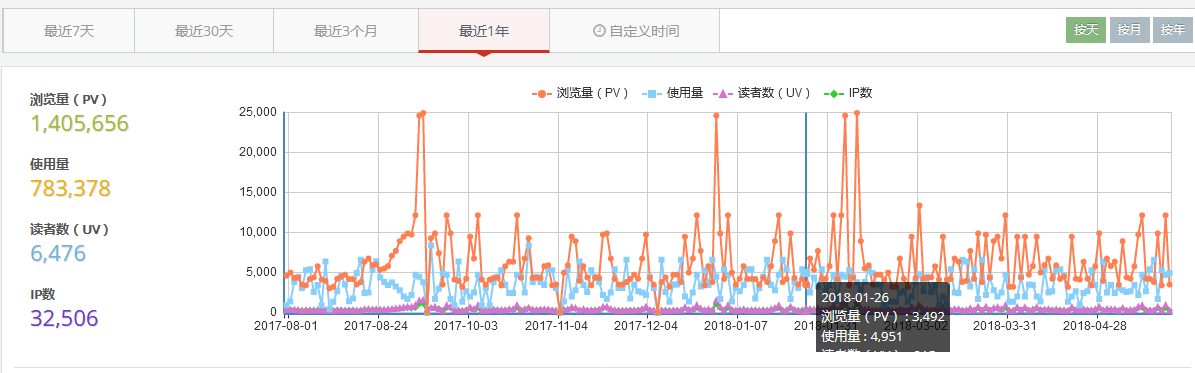 最近7天 最近30天 最近3个月 最近1年 自定义时间 按天 按月 按年
浏览量（PV）
1,405,656
使用量
783,378
读者数（UV）
6,476
IP数
32,506
浏览量（PV） 使用量 读者数（UV） IP数
25,000
20,000
15,000
10,000
5,000
0
2017-08-01 2017-08-24 2017-10-03 2017-11-04 2017-12-04 2018-01-07 2018-01-31 2018-03-02 2018-03-31 2018-04-28
2018-01-26
浏览量（PV）: 3,492
使用量 : 4,951